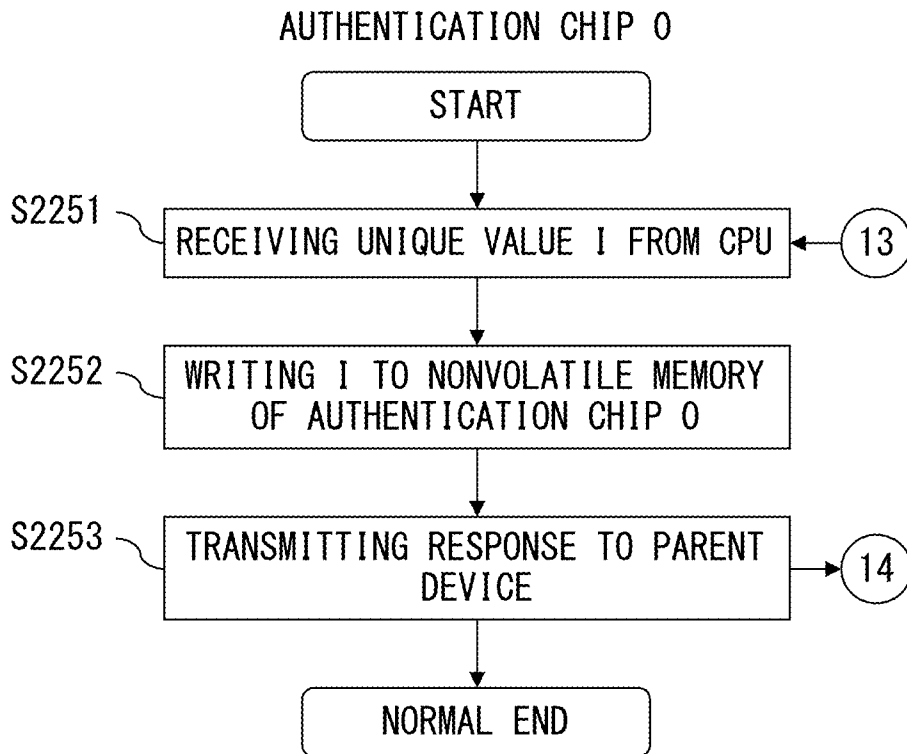 AUTHENTICATION CHIP 0
START
S2251
RECEIVING UNIQUE VALUE I FROM CPU
13
S2252
WRITING I TO NONVOLATILE MEMORY
OF AUTHENTICATION CHIP 0
S2253
TRANSMITTING RESPONSE TO PARENT
DEVICE
14
NORMAL END